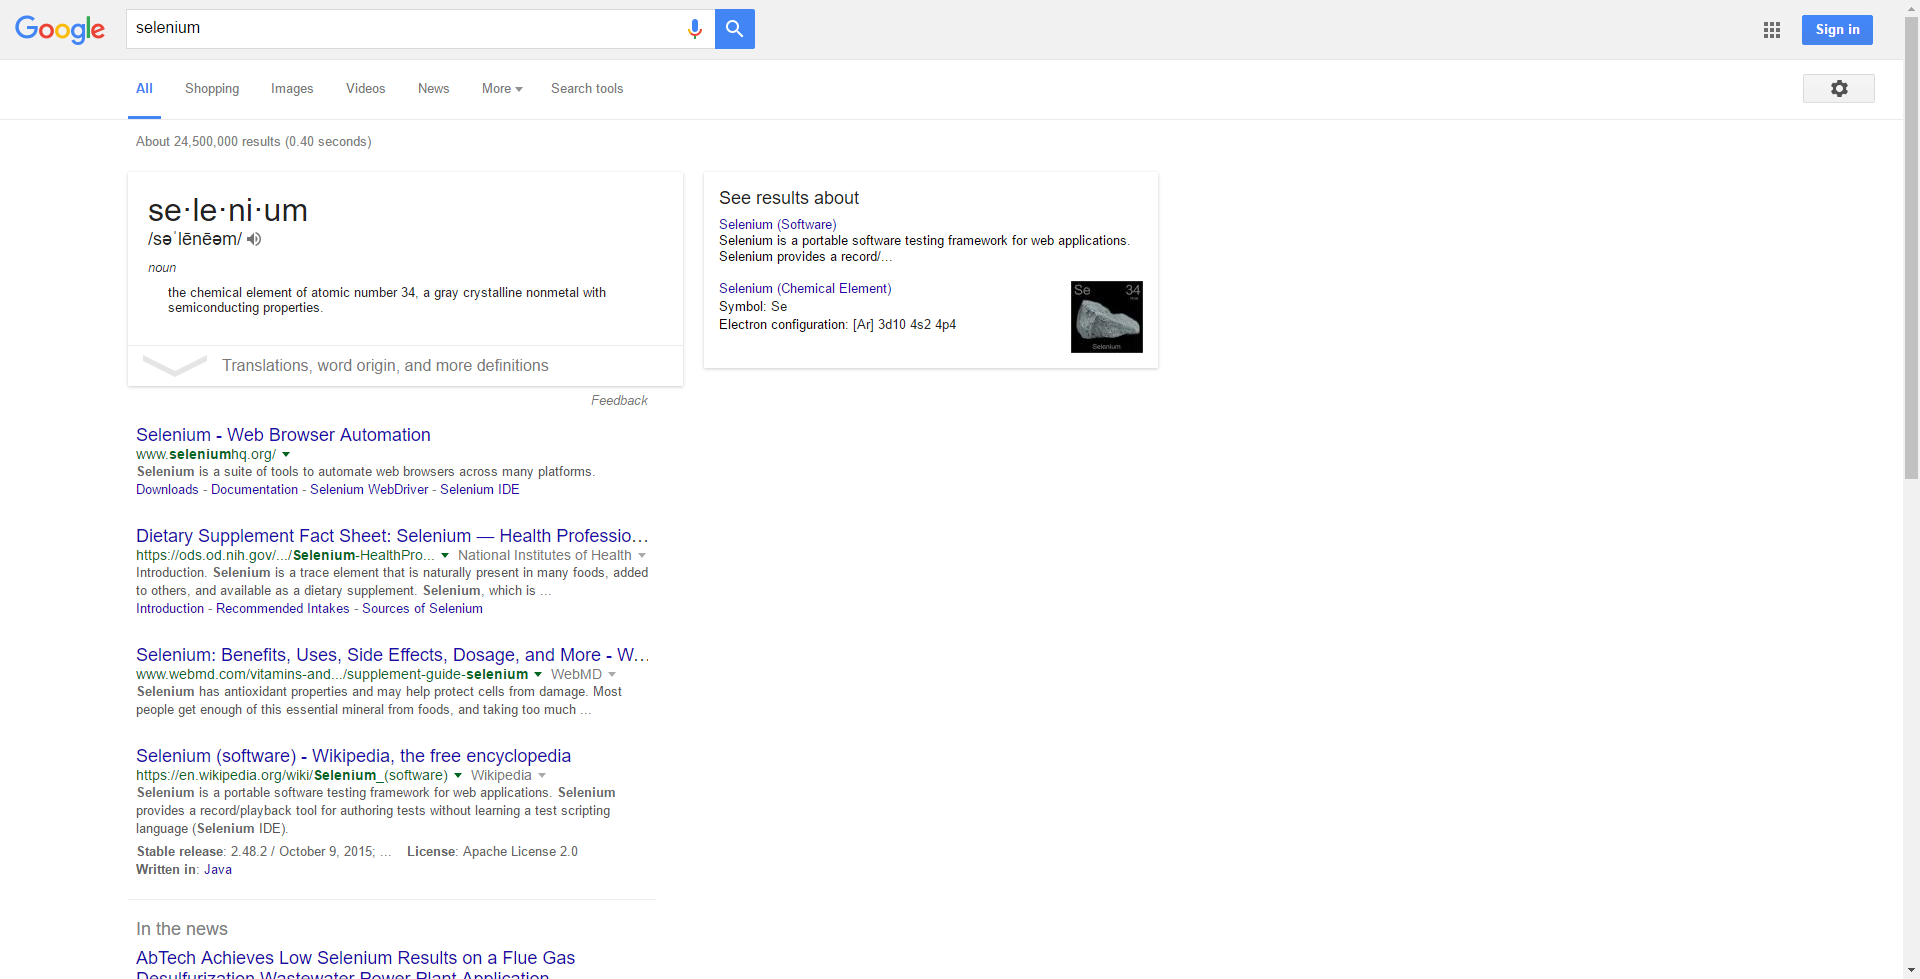 Google
selenium
Sign in
All Shopping Images Videos News More Search tools
About 24,500,000 results (0.40 seconds)
se·le·ni·um
/səˈlēnēəm/
noun
the chemical element of atomic number 34, a gray crystalline nonmetal with
semiconducting properties.
Translations, word origin, and more definitions
Feedback
See results about
Selenium (Software)
Selenium is a portable software testing framework for web applications.
Selenium provides a record/...
Selenium (Chemical Element)
Symbol: Se
Electron configuration: [Ar] 3d10 4s2 4p4
Se 34
Selenium
Selenium - Web Browser Automation
www.seleniumhq.org/
Selenium is a suite of tools to automate web browsers across many platforms.
Downloads - Documentation - Selenium WebDriver - Selenium IDE
Dietary Supplement Fact Sheet: Selenium — Health Professio...
https://ods.od.nih.gov/.../Selenium-HealthPro... National Institutes of Health
Introduction. Selenium is a trace element that is naturally present in many foods, added
to others, and available as a dietary supplement. Selenium, which is ...
Introduction - Recommended Intakes - Sources of Selenium
Selenium: Benefits, Uses, Side Effects, Dosage, and More - W...
www.webmd.com/vitamins-and.../supplement-guide-selenium WebMD
Selenium has antioxidant properties and may help protect cells from damage. Most
people get enough of this essential mineral from foods, and taking too much ...
Selenium (software) - Wikipedia, the free encyclopedia
https://en.wikipedia.org/wiki/Selenium_(software) Wikipedia
Selenium is a portable software testing framework for web applications. Selenium
provides a record/playback tool for authoring tests without learning a test scripting
language (Selenium IDE).
Stable release: 2.48.2 / October 9, 2015; ... License: Apache License 2.0
Written in: Java
In the news
AbTech Achieves Low Selenium Results on a Flue Gas
Desulfurization Wastewater Power Plant Application